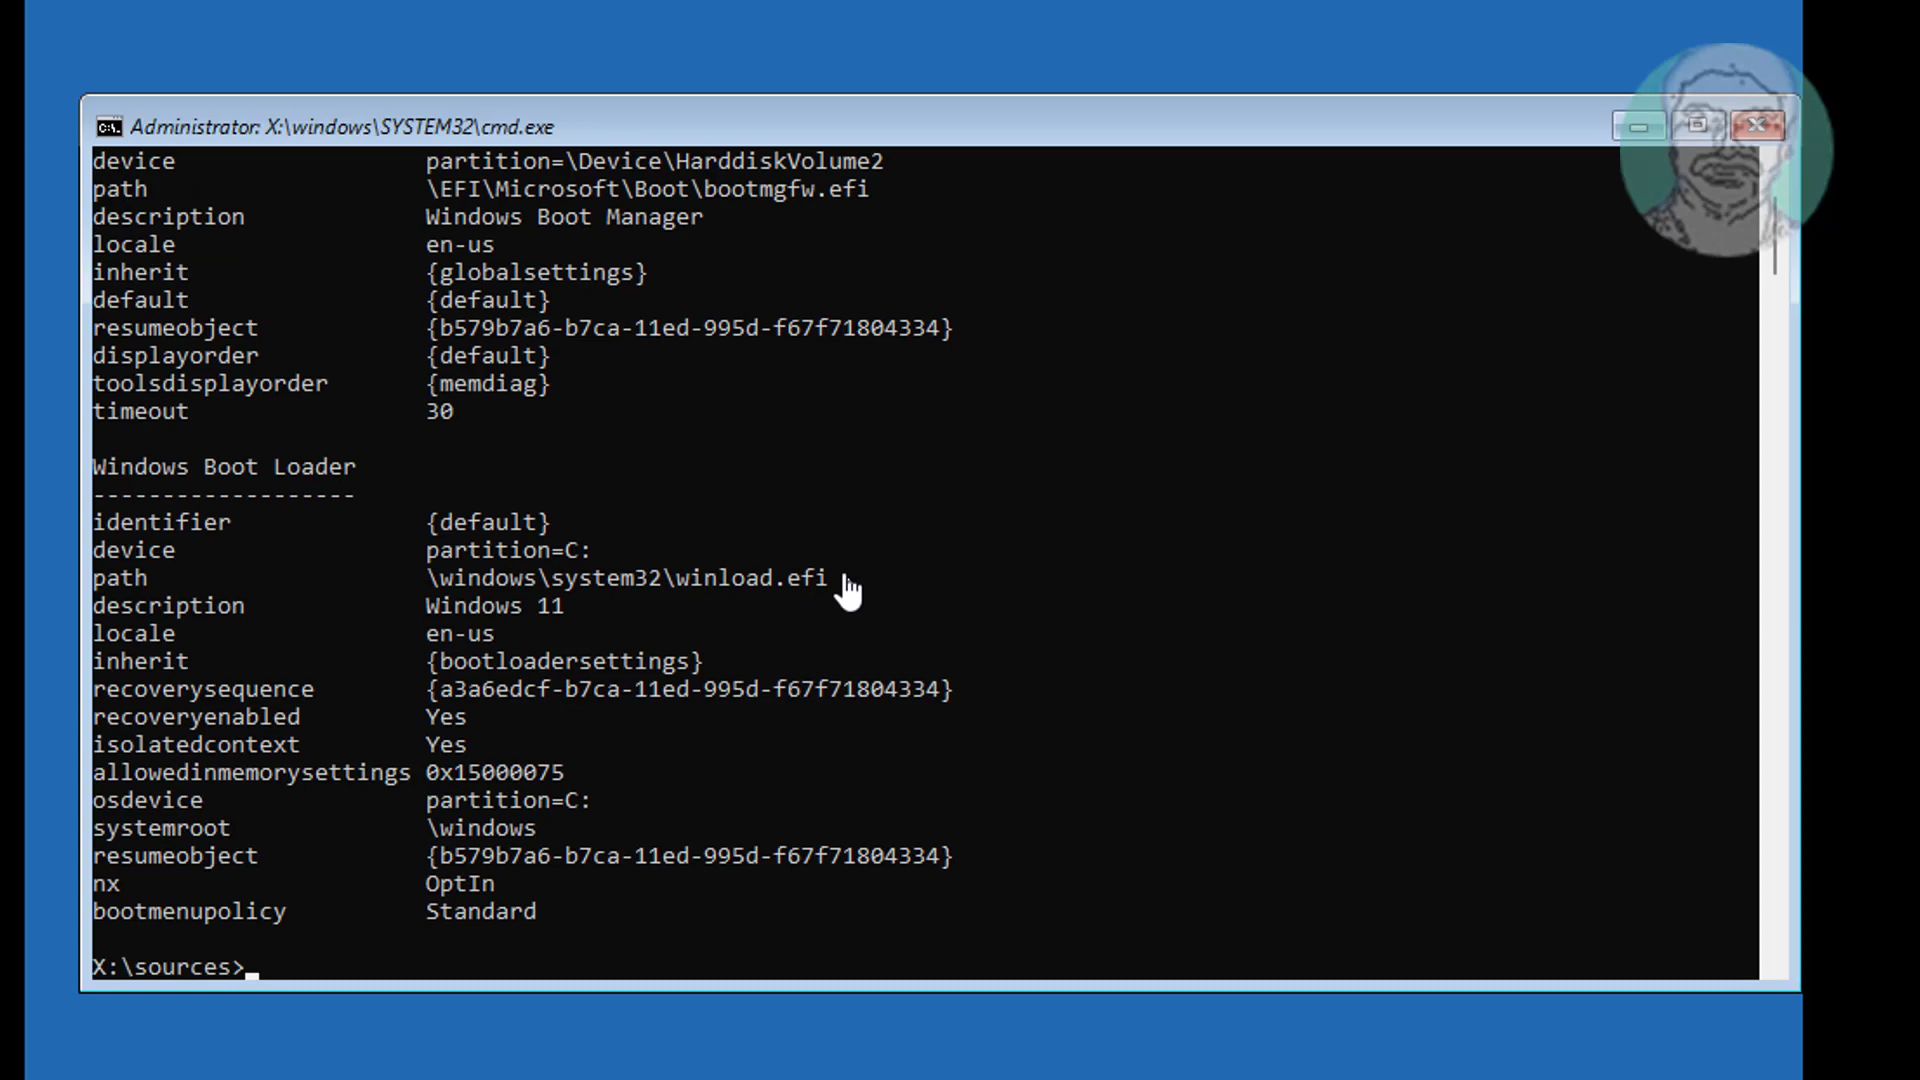 Administrator: X:\windows\SYSTEM32\cmd.exe
device partition=\Device\HarddiskVolume2
path \EFI\Microsoft\Boot\bootmgfw.efi
description Windows Boot Manager
locale en-us
inherit {globalsettings}
default {default}
resumeobject {b579b7a6-b7ca-11ed-995d-f67f71804334}
displayorder {default}
toolsdisplayorder {memdiag}
timeout 30
Windows Boot Loader
-------------------
identifier {default}
device partition=C:
path \windows\system32\winload.efi
description Windows 11
locale en-us
inherit {bootloadersettings}
recoverysequence {a3a6edcf-b7ca-11ed-995d-f67f71804334}
recoveryenabled Yes
isolatedcontext Yes
allowedinmemorysettings 0x15000075
osdevice partition=C:
systemroot \windows
resumeobject {b579b7a6-b7ca-11ed-995d-f67f71804334}
nx OptIn
bootmenupolicy Standard
X:\sources>